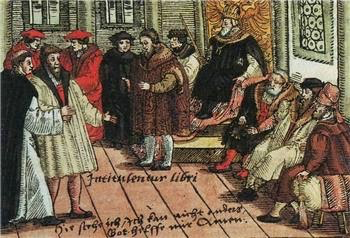 Intitulentur libri
Hie stehe ich Ich kan nicht anders
Got helffe mir Amen.